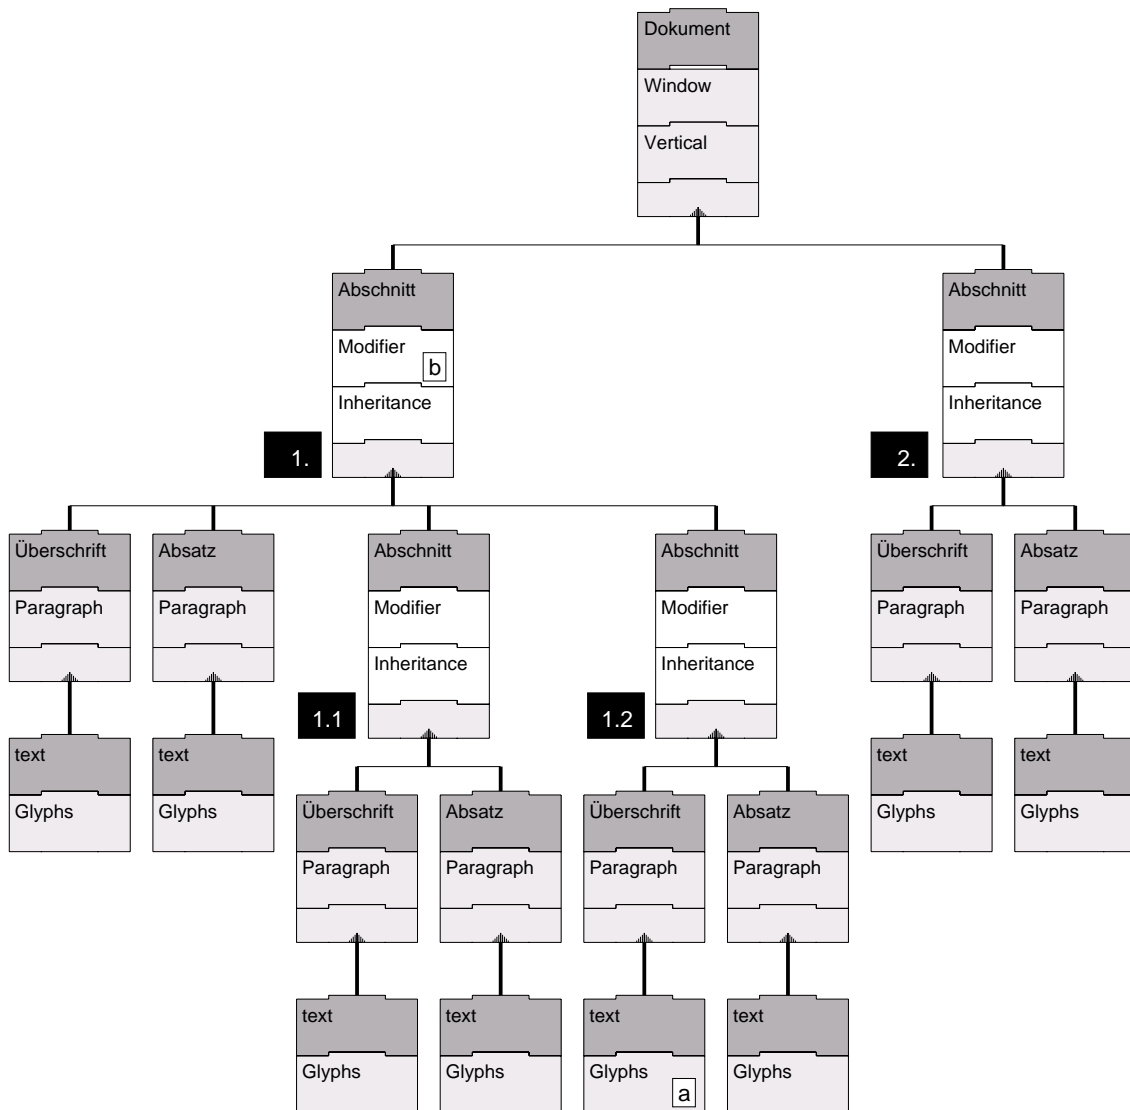 Dokument
Window
Vertical
Abschnitt
Modifier
b
Inheritance
1.
Abschnitt
Modifier
Inheritance
2.
Überschrift
Paragraph
Absatz
Paragraph
Abschnitt
Modifier
Inheritance
1.1
Abschnitt
Modifier
Inheritance
1.2
Überschrift
Paragraph
Absatz
Paragraph
text
Glyphs
text
Glyphs
text
Glyphs
text
Glyphs
Überschrift
Paragraph
Absatz
Paragraph
Überschrift
Paragraph
Absatz
Paragraph
text
Glyphs
text
Glyphs
text
Glyphs
a
text
Glyphs